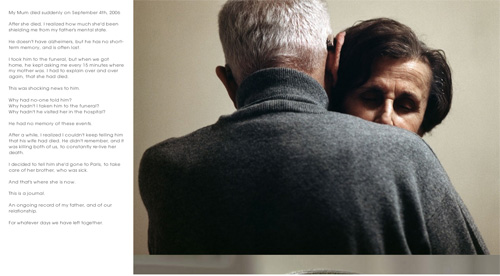 My Mum died suddenly on September 4th, 2006
After she died, I realized how much she'd been
shielding me from my father's mental state.
He doesn't have alzheimers, but he has no short-
term memory, and is often lost.
I took him to the funeral, but when we got
home, he kept asking me every 15 minutes where
my mother was. I had to explain over and over
again, that she had died.
This was shocking news to him.
Why had no-one told him?
Why hadn't I taken him to the funeral?
Why hadn't he visited her in the hospital?
He had no memory of these events.
After a while, I realised I couldn't keep telling him
that his wife had died. He didn't remember, and it
was killing both of us, to constantly re-live her
death.
I decided to tell him she'd gone to Paris, to take
care of her brother, who was sick.
And that's where she is now.
This is a journal.
An ongoing record of my father, and of our
relationship.
For whatever days we have left together.